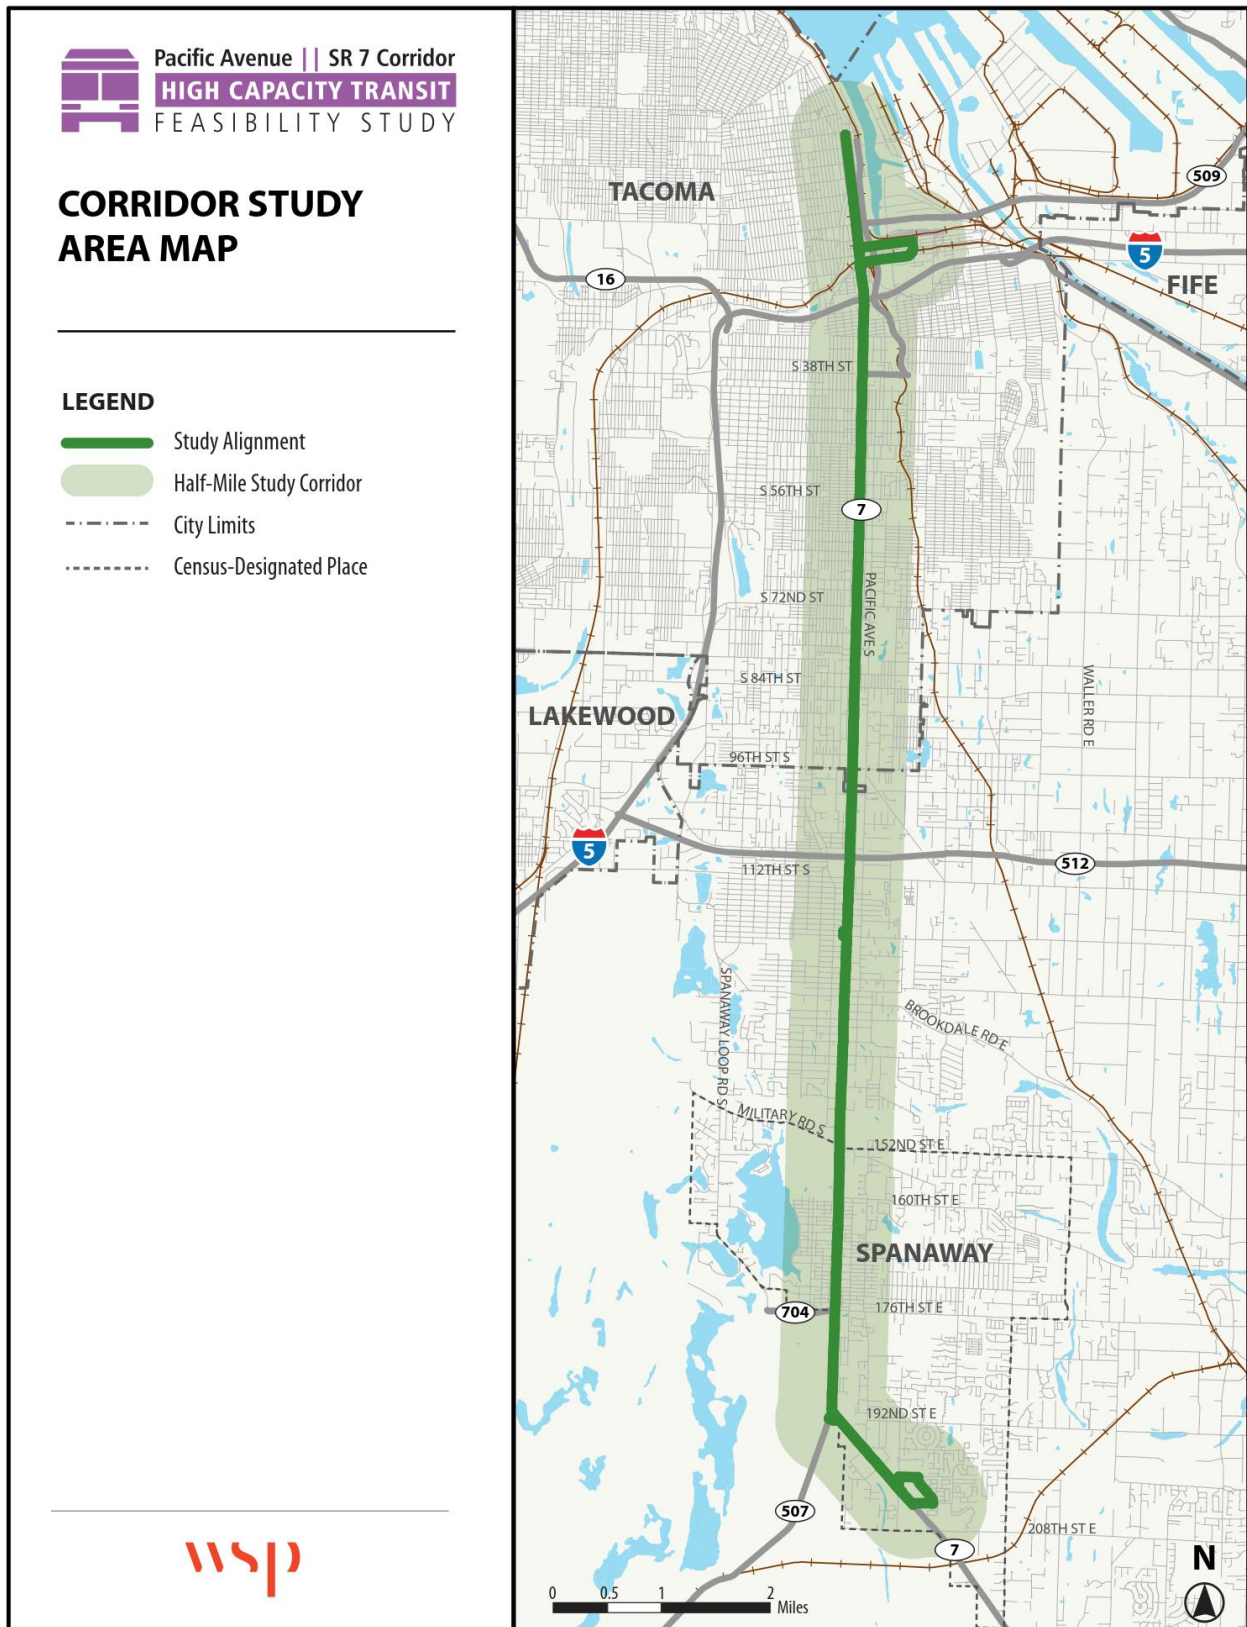 Pacific Avenue || SR 7 Corridor
HIGH CAPACITY TRANSIT
FEASIBILITY STUDY
CORRIDOR STUDY
AREA MAP
LEGEND
Study Alignment
Half-Mile Study Corridor
City Limits
Census-Designated Place
wsp
TACOMA
509
5
FIFE
16
S 38TH ST
S 56TH ST
7
PACIFIC AVE S
S 72ND ST
WALLER RD E
S 84TH ST
LAKEWOOD
96TH ST S
5
512
112TH ST S
SPANAWAY LOOP RD S
BROOKDALE RD E
MILITARY RD S
152ND ST E
160TH ST E
SPANAWAY
176TH ST E
704
192ND ST E
507
208TH ST E
7
N
0 0.5 1 2
Miles